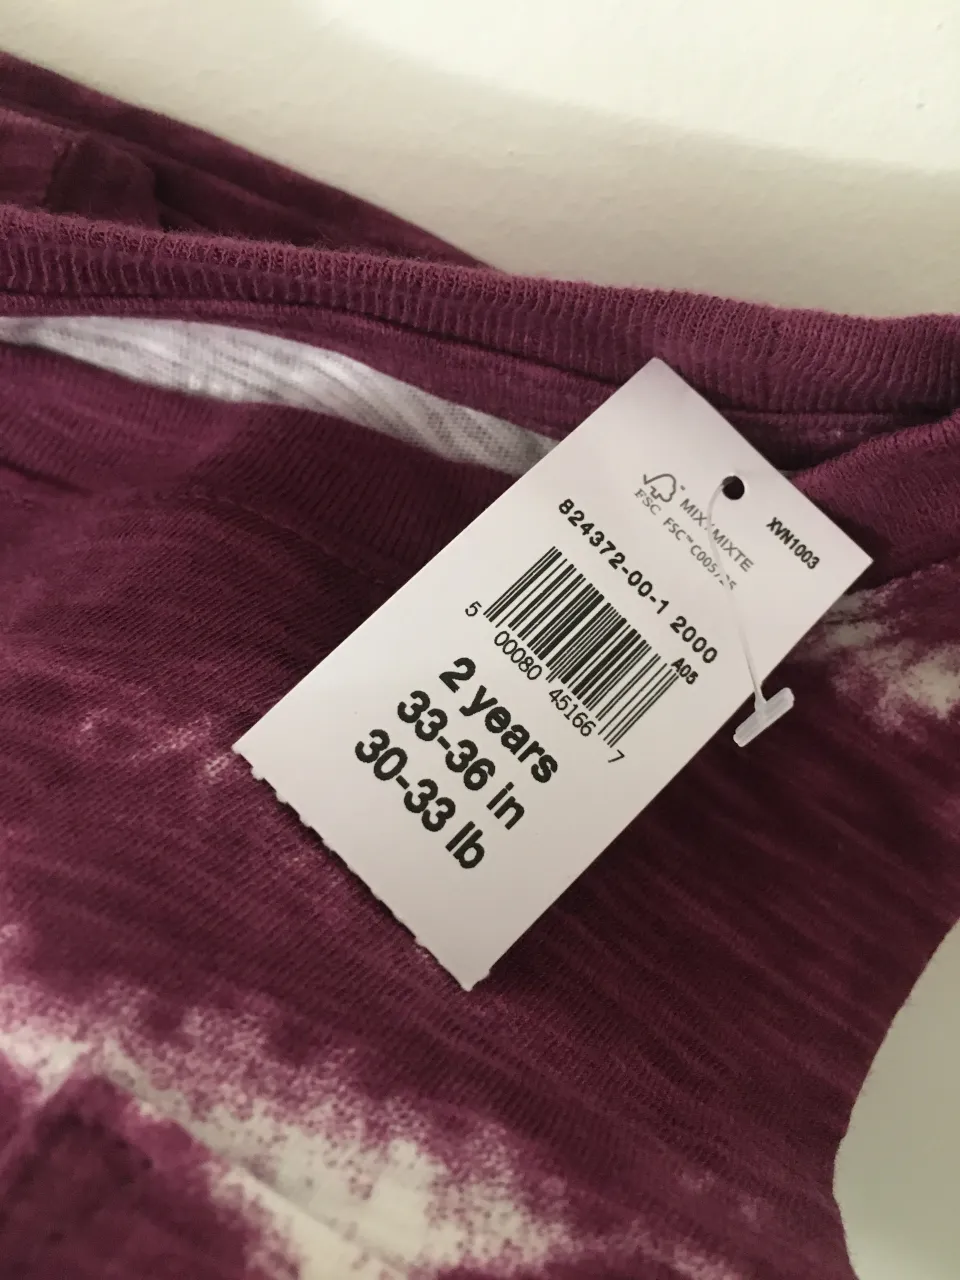 XVN1003
MIX MIXTE
FSC FSC™
824372-00-1 2000
A05
5 00080 45166 7
2 years
33-36 in
30-33 lb